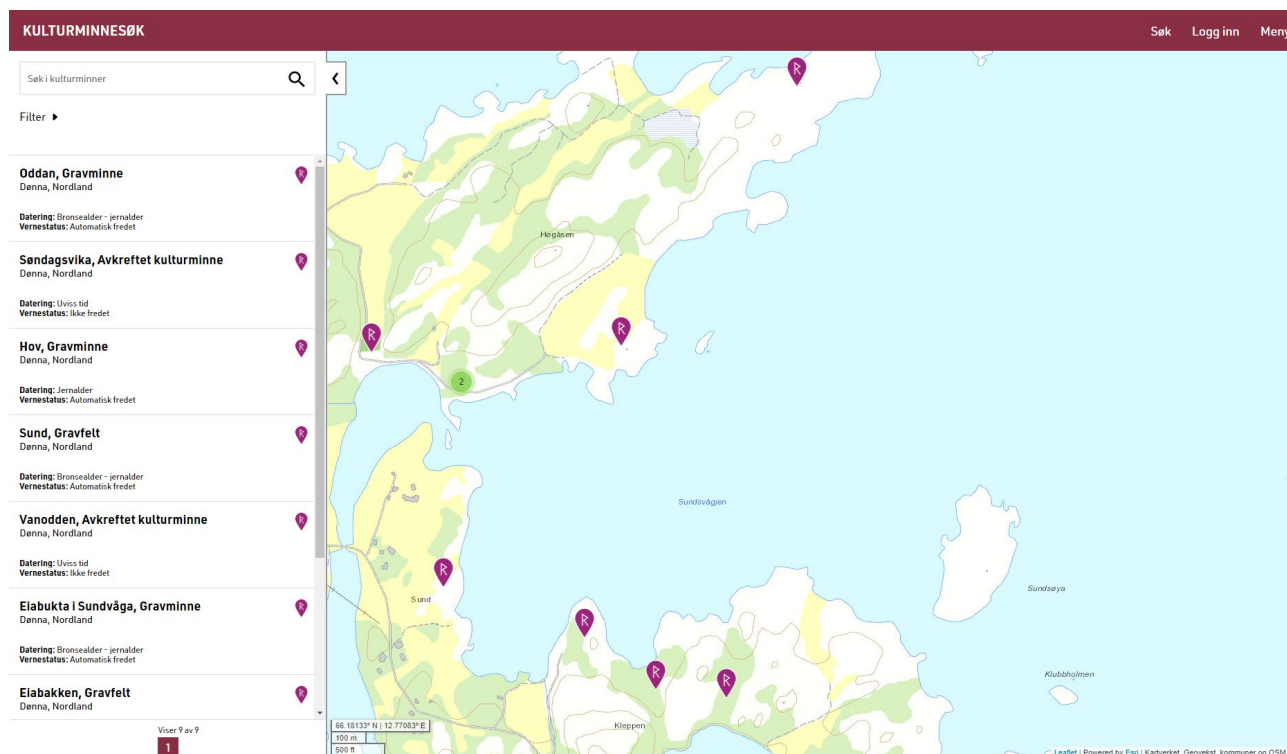 KULTURMINNESØK
Søk Logg inn Meny
Søk i kulturminner
Filter
Oddan, Gravminne
Dønna, Nordland
Datering: Bronsealder - jernalder
Vernestatus: Automatisk fredet
Søndagsvika, Avkreftet kulturminne
Dønna, Nordland
Datering: Uviss tid
Vernestatus: Ikke fredet
Hov, Gravminne
Dønna, Nordland
Datering: Jernalder
Vernestatus: Automatisk fredet
Sund, Gravfelt
Dønna, Nordland
Datering: Bronsealder - jernalder
Vernestatus: Automatisk fredet
Vanodden, Avkreftet kulturminne
Dønna, Nordland
Datering: Uviss tid
Vernestatus: Ikke fredet
Eiabukta i Sundvåga, Gravminne
Dønna, Nordland
Datering: Bronsealder - jernalder
Vernestatus: Automatisk fredet
Eiabakken, Gravfelt
Dønna, Nordland
Viser 9 av 9
1
Høgåsen
2
Sundsvågjen
Sund
Sundsøya
Klubbholmen
Kleppen
66.18133° N | 12.77083° E
100 m
500 ft
Leaflet | Powered by Esri | Kartverket, Geovekst, kommuner og OSM